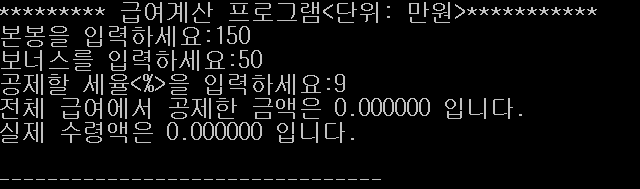 ********* 급여계산 프로그램<단위: 만원>***********
본봉을 입력하세요:150
보너스를 입력하세요:50
공제할 세율<%>을 입력하세요:9
전체 급여에서 공제한 금액은 0.000000 입니다.
실제 수령액은 0.000000 입니다.
--------------------------------